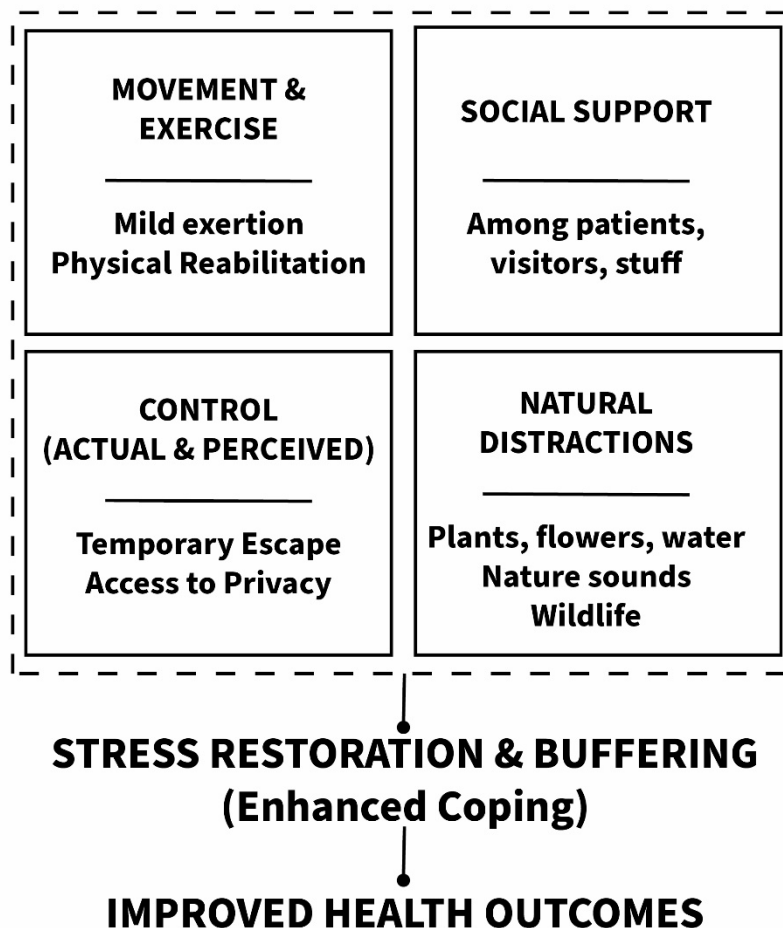 MOVEMENT &
EXERCISE
Mild exertion
Physical Reabilitation
SOCIAL SUPPORT
Among patients,
visitors, stuff
CONTROL
(ACTUAL & PERCEIVED)
Temporary Escape
Access to Privacy
NATURAL
DISTRACTIONS
Plants, flowers, water
Nature sounds
Wildlife
STRESS RESTORATION & BUFFERING
(Enhanced Coping)
IMPROVED HEALTH OUTCOMES